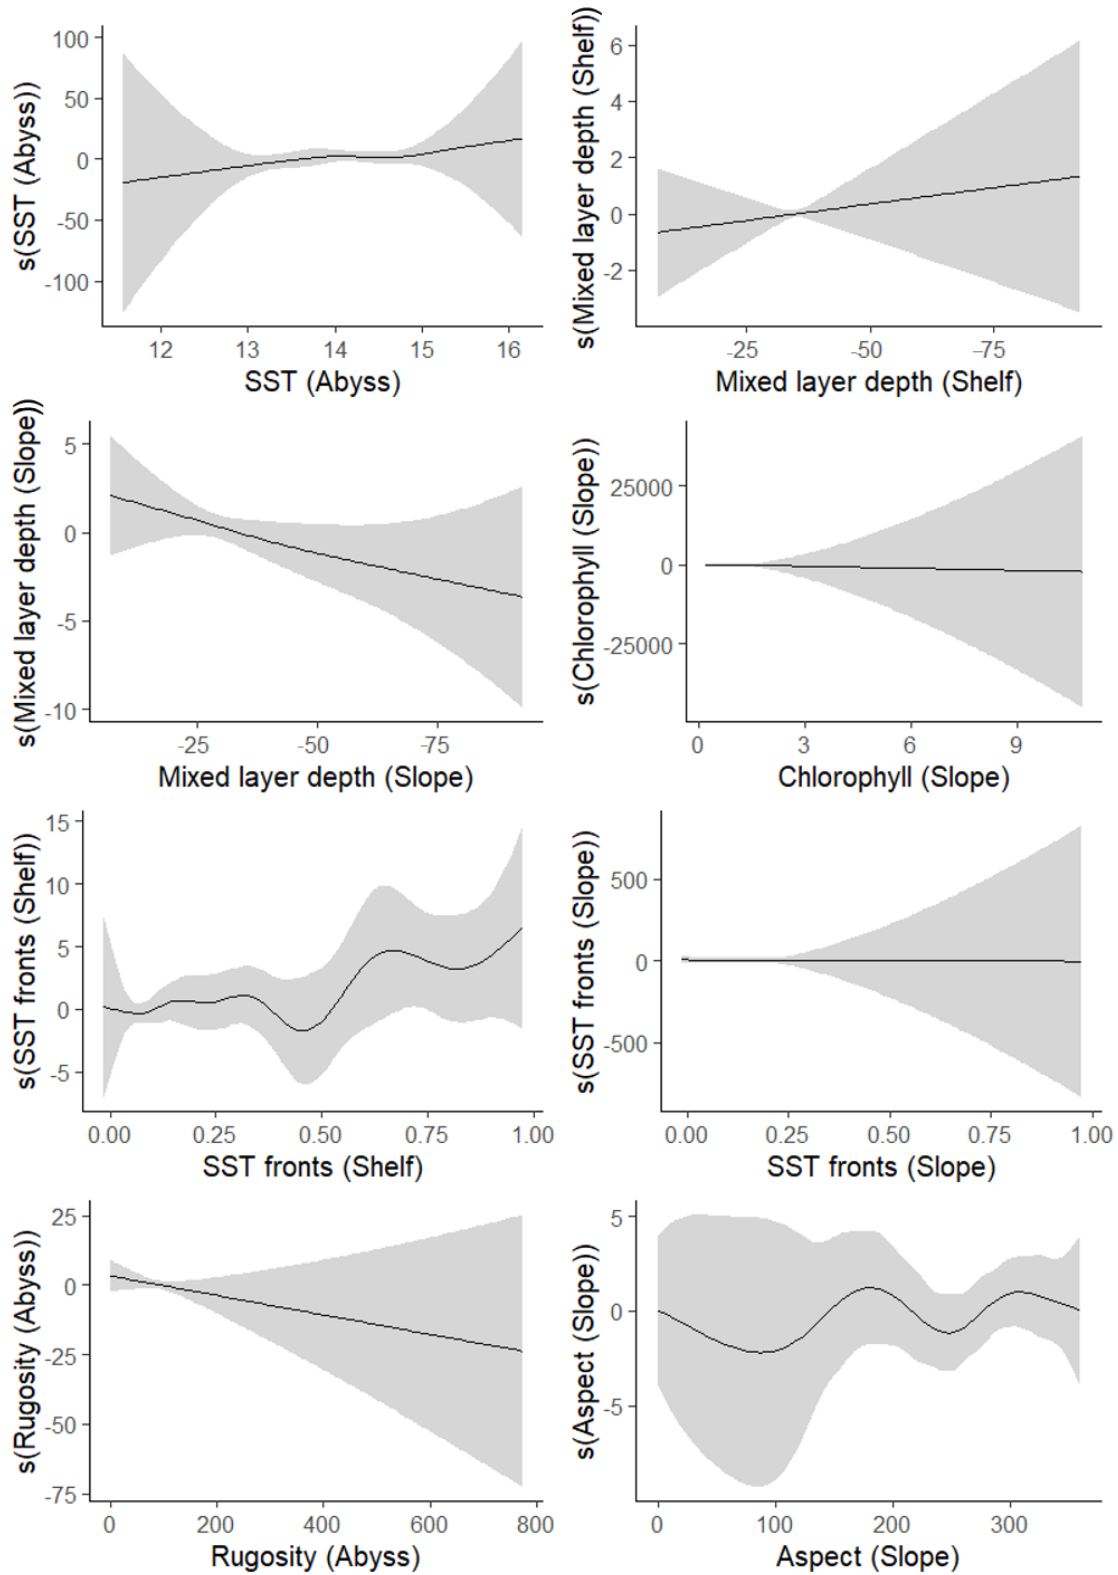 s(SST (Abyss))
100
50
0
-50
-100
12 13 14 15 16
SST (Abyss)
s(Mixed layer depth (Shelf))
6
4
2
0
-2
-25 -50 -75
Mixed layer depth (Shelf)
s(Mixed layer depth (Slope))
5
0
-5
-10
-25 -50 -75
Mixed layer depth (Slope)
s(Chlorophyll (Slope))
25000
0
-25000
0 3 6 9
Chlorophyll (Slope)
s(SST fronts (Shelf))
15
10
5
0
-5
0.00 0.25 0.50 0.75 1.00
SST fronts (Shelf)
s(SST fronts (Slope))
500
0
-500
0.00 0.25 0.50 0.75 1.00
SST fronts (Slope)
s(Rugosity (Abyss))
25
0
-25
-50
-75
0 200 400 600 800
Rugosity (Abyss)
s(Aspect (Slope))
5
0
-5
0 100 200 300
Aspect (Slope)